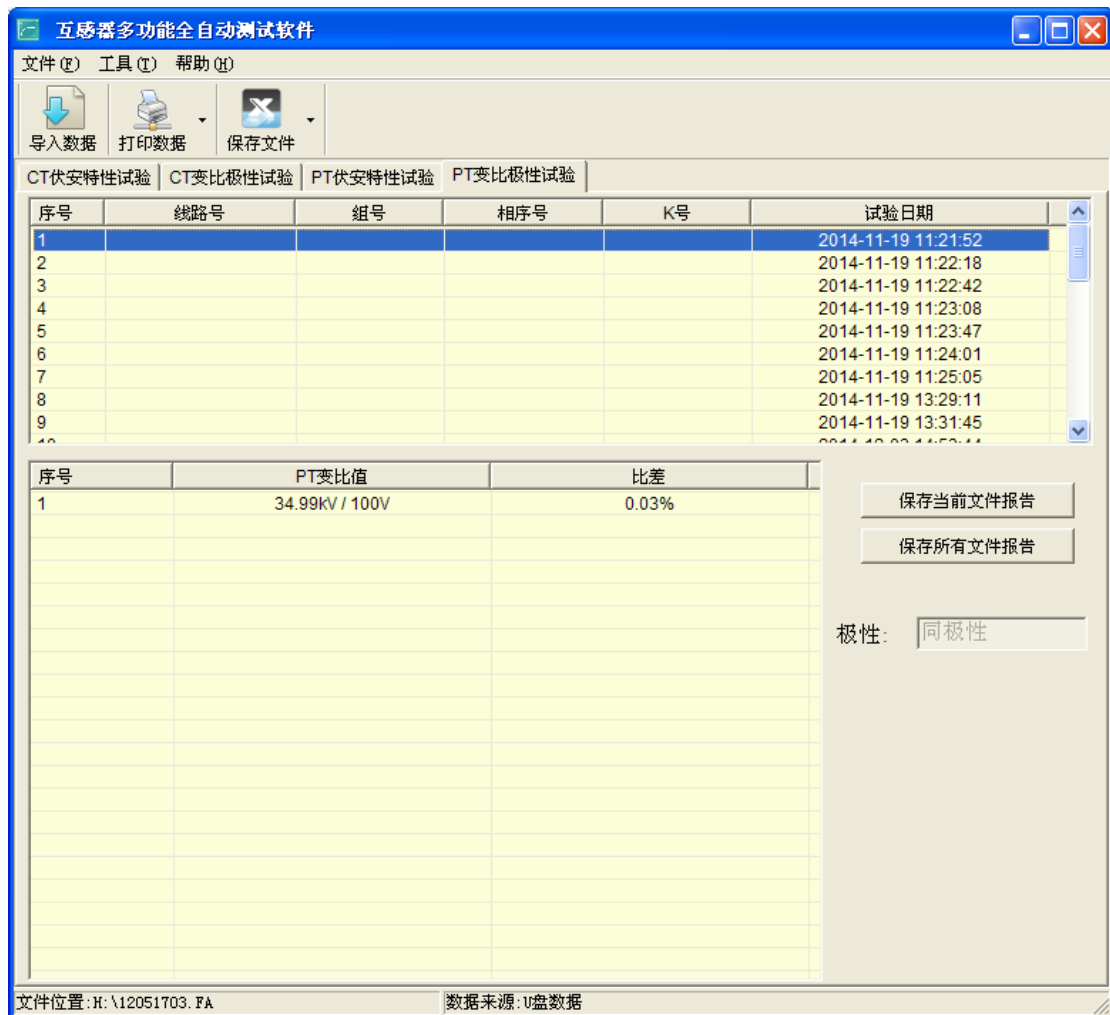 互感器多功能全自动测试软件
文件(F) 工具(T) 帮助(H)
导入数据 打印数据 保存文件
CT伏安特性试验 CT变比极性试验 PT伏安特性试验 PT变比极性试验
序号 线路号 组号 相序号 K号 试验日期
1 2014-11-19 11:21:52
2 2014-11-19 11:22:18
3 2014-11-19 11:22:42
4 2014-11-19 11:23:08
5 2014-11-19 11:23:47
6 2014-11-19 11:24:01
7 2014-11-19 11:25:05
8 2014-11-19 13:29:11
9 2014-11-19 13:31:45
序号 PT变比值 比差
1 34.99kV / 100V 0.03%
保存当前文件报告
保存所有文件报告
极性: 同极性
文件位置:H:\12051703.FA 数据来源:U盘数据